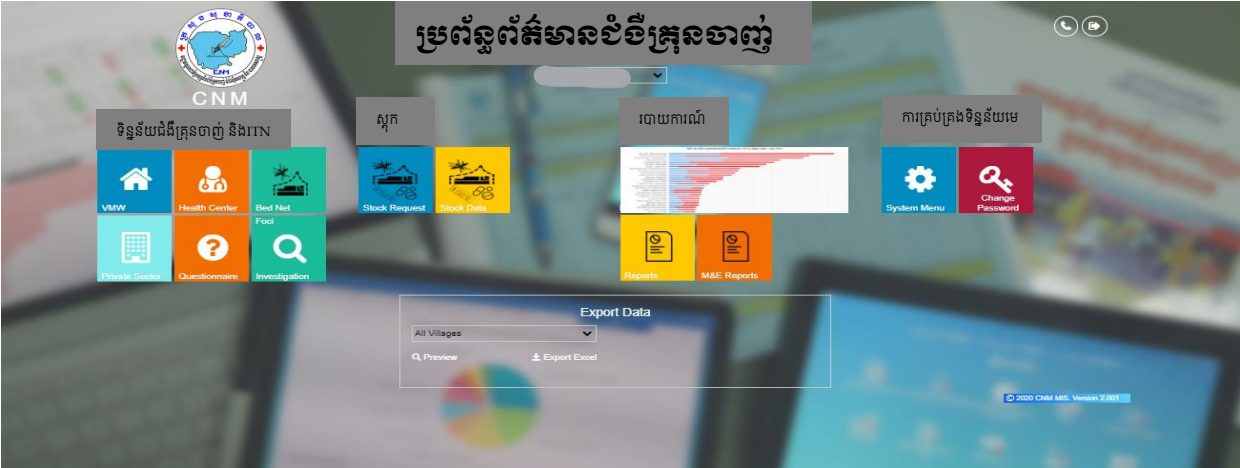 ប្រព័ន្ធព័ត៌មានជំងឺគ្រុនចាញ់
CNM
CNM
ទិន្នន័យជំងឺគ្រុនចាញ់ និងITN
ស្តុក
របាយការណ៍
ការគ្រប់គ្រងទិន្នន័យមេ
VMW
Health Center
Bed Net
Stock Request
Stock Data
System Menu
Change
Password
Private Sector
Questionnaire
Foci
Investigation
Reports
M&E Reports
Export Data
All Villages
Preview
Export Excel
© 2020 CNM MIS. Version 2.001